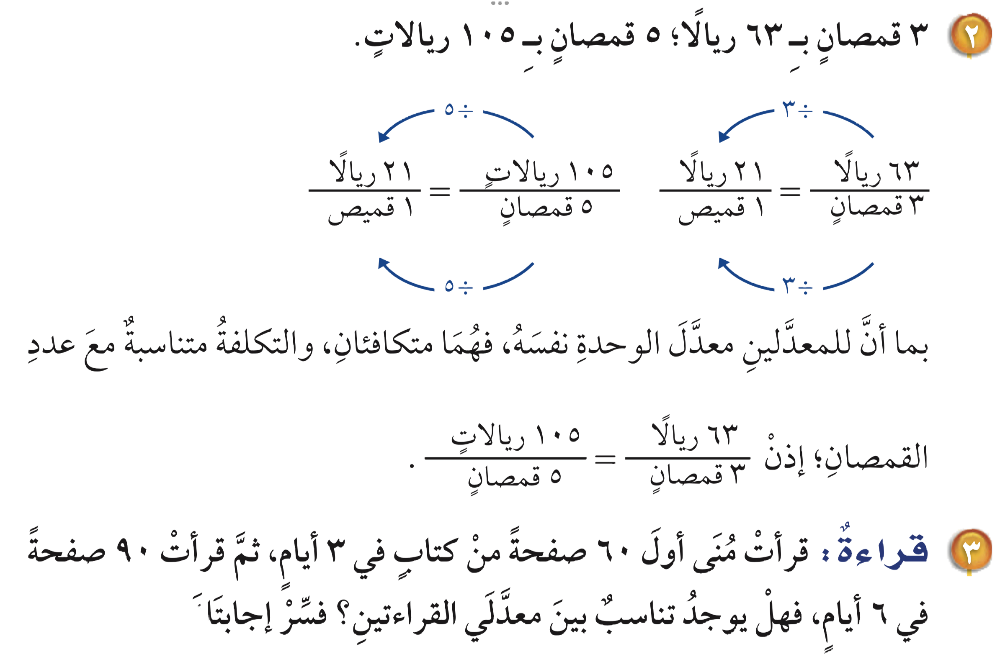 ٢ ٣ قمصانٍ بـِ ٦٣ ريالًا؛ ٥ قمصانٍ بـِ ١٠٥ ريالاتٍ.
÷٣ ÷٥
٦٣ ريالًا / ٣ قمصانٍ = ٢١ ريالًا / ١ قميص ١٠٥ ريالاتٍ / ٥ قمصانٍ = ٢١ ريالًا / ١ قميص
÷٣ ÷٥
بما أنَّ للمعدَّلينِ معدَّلَ الوحدةِ نفسَهُ، فهُمَا متكافئانِ، والتكلفةُ متناسبةٌ معَ عددِ
القمصانِ؛ إذنْ ٦٣ ريالًا / ٣ قمصانٍ = ١٠٥ ريالاتٍ / ٥ قمصانٍ .
٣ قراءةٌ: قرأتْ مُنَى أولَ ٦٠ صفحةً منْ كتابٍ في ٣ أيامٍ، ثمَّ قرأتْ ٩٠ صفحةً
في ٦ أيامٍ، فهلْ يوجدُ تناسبٌ بينَ معدَّلَي القراءتينِ؟ فسِّرْ